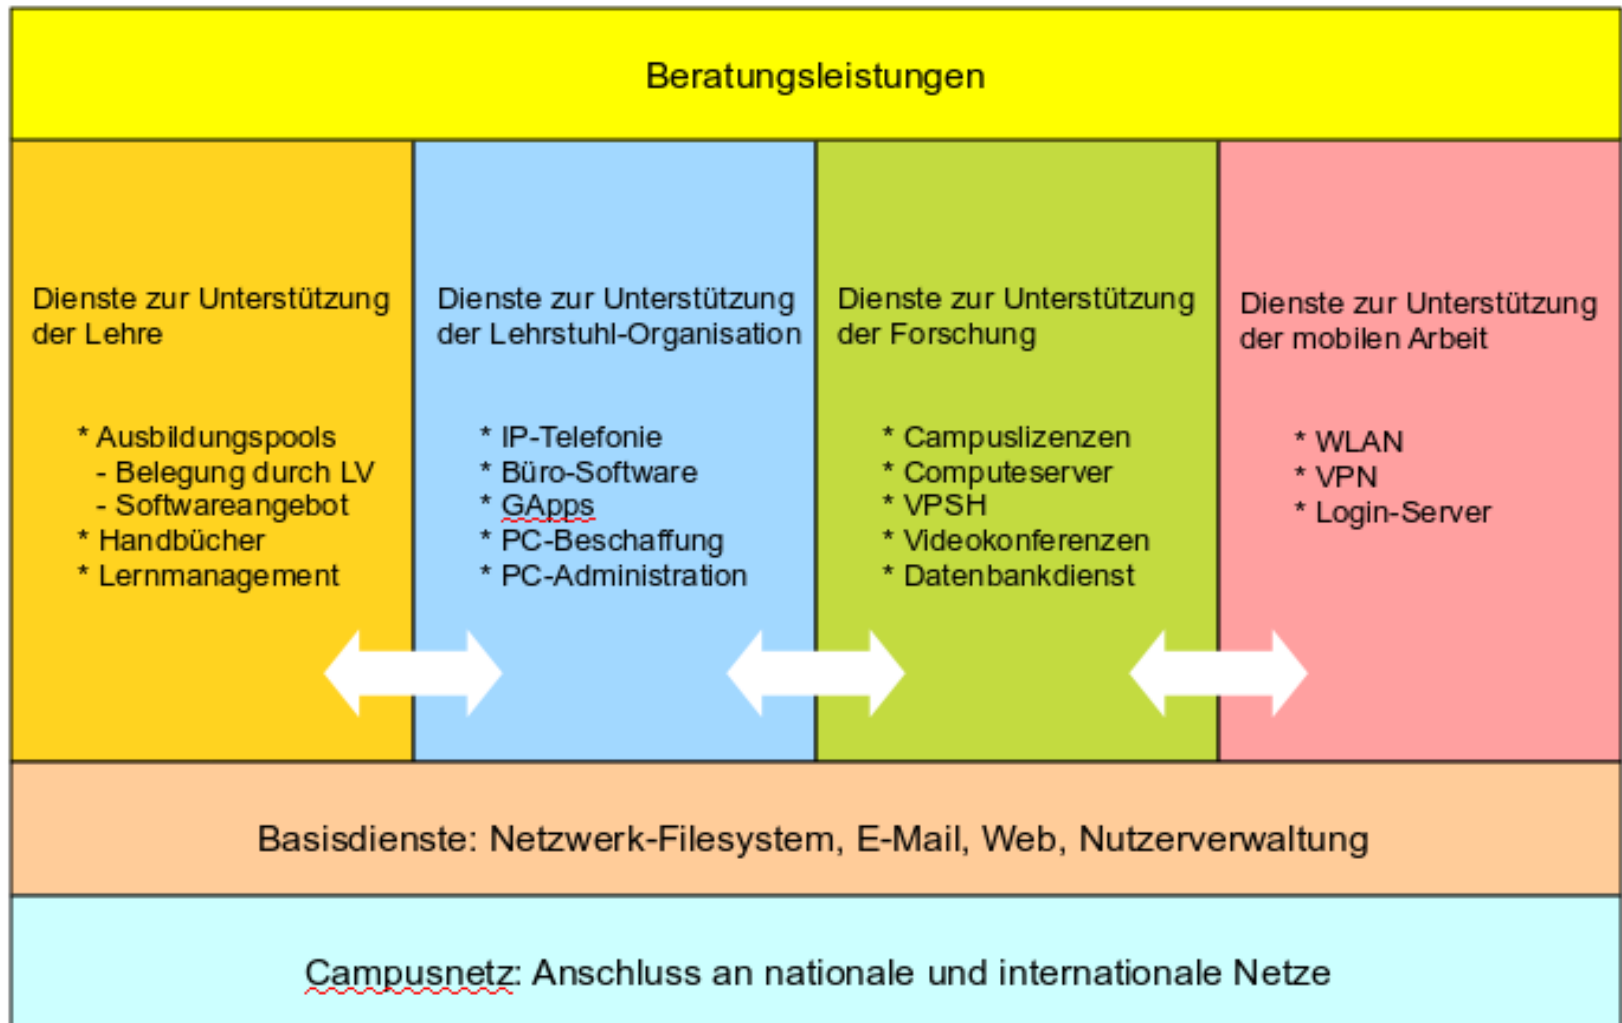 Beratungsleistungen
Dienste zur Unterstützung
der Lehre
* Ausbildungspools
- Belegung durch LV
- Softwareangebot
* Handbücher
* Lernmanagement
Dienste zur Unterstützung
der Lehrstuhl-Organisation
* IP-Telefonie
* Büro-Software
* GApps
* PC-Beschaffung
* PC-Administration
Dienste zur Unterstützung
der Forschung
* Campuslizenzen
* Computeserver
* VPSH
* Videokonferenzen
* Datenbankdienst
Dienste zur Unterstützung
der mobilen Arbeit
* WLAN
* VPN
* Login-Server
Basisdienste: Netzwerk-Filesystem, E-Mail, Web, Nutzerverwaltung
Campusnetz: Anschluss an nationale und internationale Netze